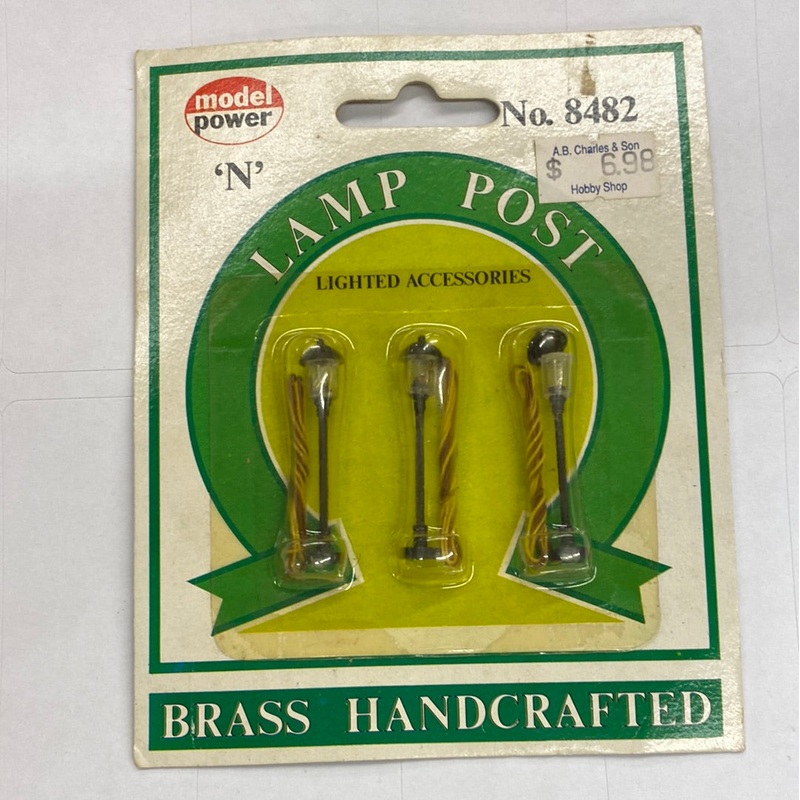 model
power
No. 8482
'N'
A.B. Charles & Son
$ 6.98
Hobby Shop
LAMP POST
LIGHTED ACCESSORIES
BRASS HANDCRAFTED